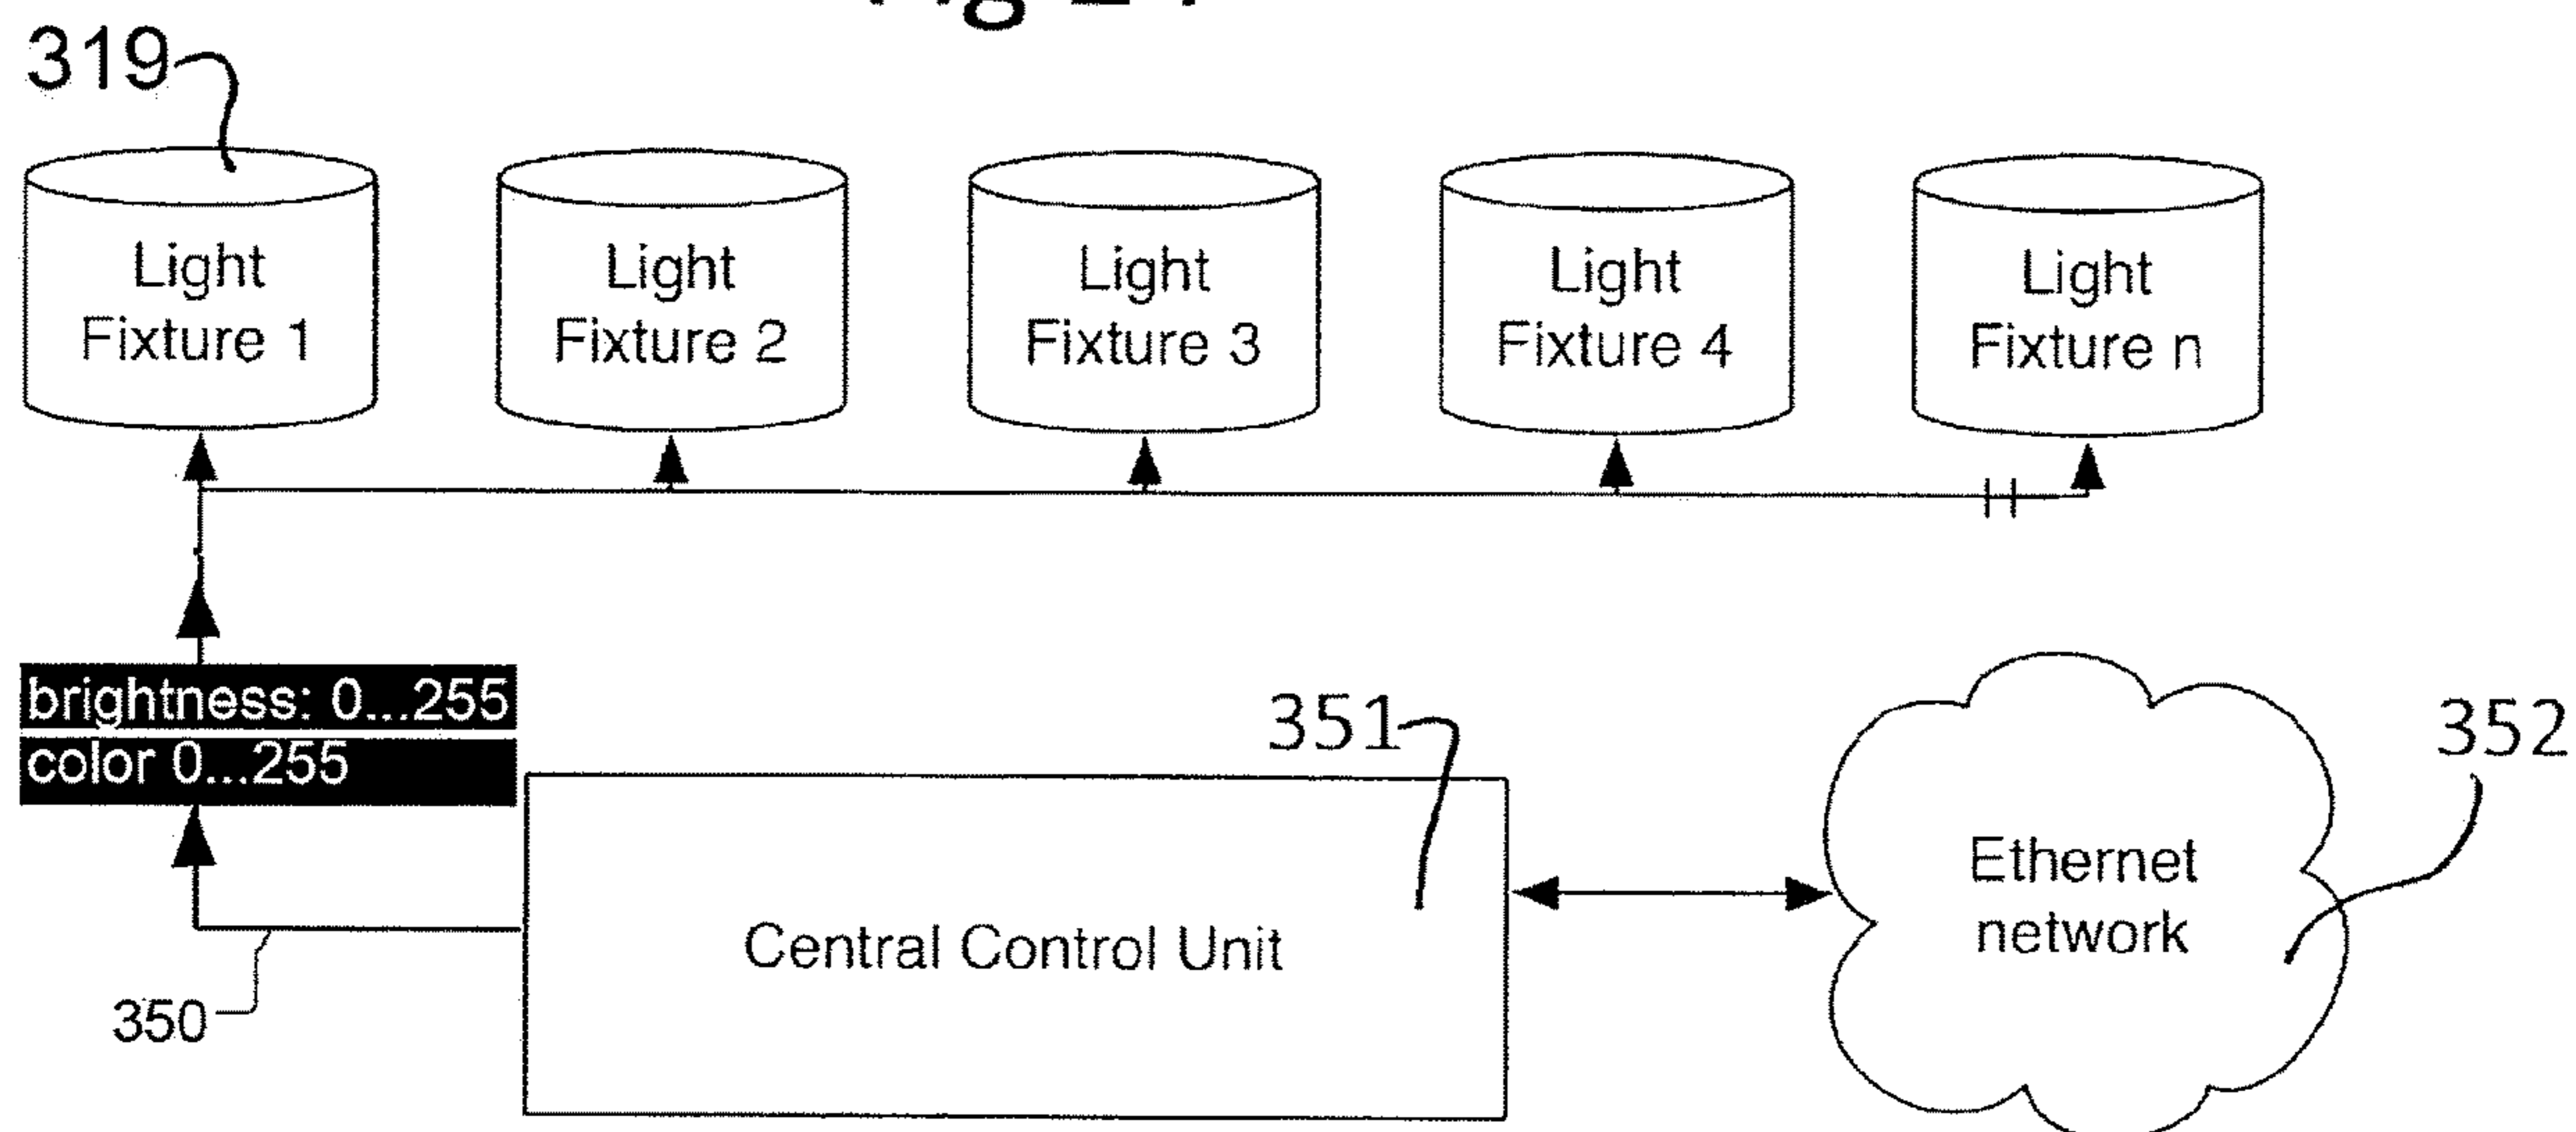 319
Light
Fixture 1
Light
Fixture 2
Light
Fixture 3
Light
Fixture 4
Light
Fixture n
brightness: 0...255
color 0...255
351
352
Central Control Unit
Ethernet
network
350